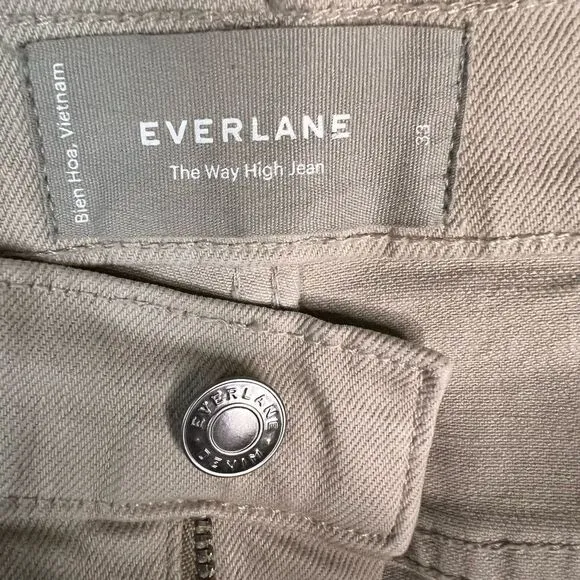 Bien Hoa, Vietnam
EVERLANE
The Way High Jean
33
EVERLANE
DENIM